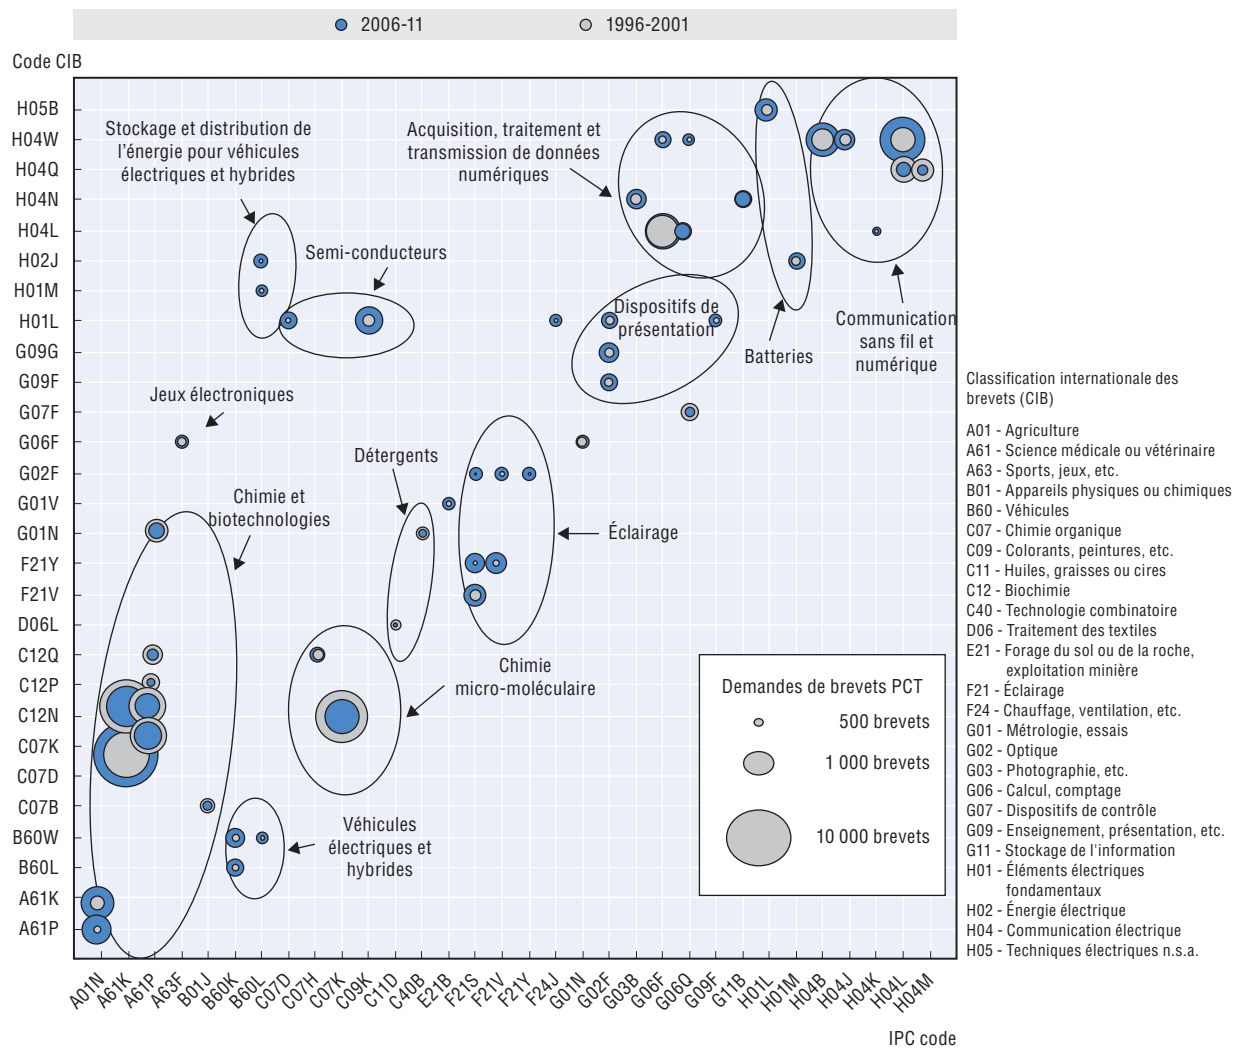 2006-11
1996-2001
Code CIB
H05B
H04W
H04Q
H04N
H04L
H02J
H01M
H01L
G09G
G09F
G07F
G06F
G02F
G01V
G01N
F21Y
F21V
D06L
C12Q
C12P
C12N
C07K
C07D
C07B
B60W
B60L
A61K
A61P
Stockage et distribution de
l'énergie pour véhicules
électriques et hybrides
Acquisition, traitement et
transmission de données
numériques
Semi-conducteurs
Dispositifs de
présentation
Batteries
Communication
sans fil et
numérique
Jeux électroniques
Détergents
Chimie et
biotechnologies
Éclairage
Chimie
micro-moléculaire
Véhicules
électriques et
hybrides
Demandes de brevets PCT
500 brevets
1 000 brevets
10 000 brevets
A01N
A61K
A61P
A63F
B01J
B60K
B60L
C07D
C07H
C07K
C09K
C11D
C40B
E21B
F21S
F21V
F21Y
F24J
G01N
G02F
G03B
G06F
G06Q
G09F
G11B
H01L
H01M
H04B
H04J
H04K
H04L
H04M
IPC code
Classification internationale des
brevets (CIB)
A01 - Agriculture
A61 - Science médicale ou vétérinaire
A63 - Sports, jeux, etc.
B01 - Appareils physiques ou chimiques
B60 - Véhicules
C07 - Chimie organique
C09 - Colorants, peintures, etc.
C11 - Huiles, graisses ou cires
C12 - Biochimie
C40 - Technologie combinatoire
D06 - Traitement des textiles
E21 - Forage du sol ou de la roche,
exploitation minière
F21 - Éclairage
F24 - Chauffage, ventilation, etc.
G01 - Métrologie, essais
G02 - Optique
G03 - Photographie, etc.
G06 - Calcul, comptage
G07 - Dispositifs de contrôle
G09 - Enseignement, présentation, etc.
G11 - Stockage de l'information
H01 - Éléments électriques
fondamentaux
H02 - Énergie électrique
H04 - Communication électrique
H05 - Techniques électriques n.s.a.